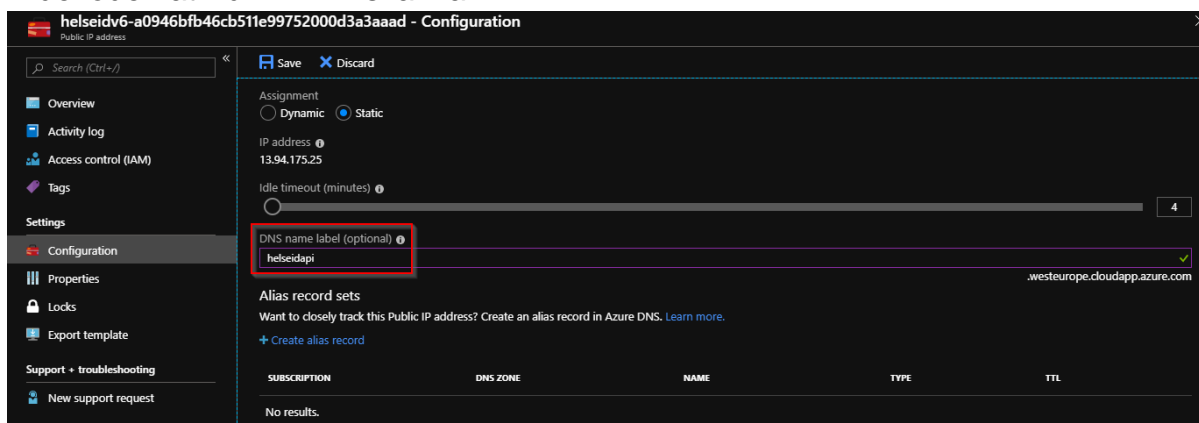 helseidv6-a0946bfb46cb511e99752000d3a3aaad - Configuration
Public IP address
Search (Ctrl+/)
«
Save
Discard
Overview
Activity log
Access control (IAM)
Tags
Settings
Configuration
Properties
Locks
Export template
Support + troubleshooting
New support request
Assignment
Dynamic
Static
IP address
13.94.175.25
Idle timeout (minutes)
4
DNS name label (optional)
helseidapi
.westeurope.cloudapp.azure.com
Alias record sets
Want to closely track this Public IP address? Create an alias record in Azure DNS. Learn more.
+ Create alias record
SUBSCRIPTION DNS ZONE NAME TYPE TTL
No results.